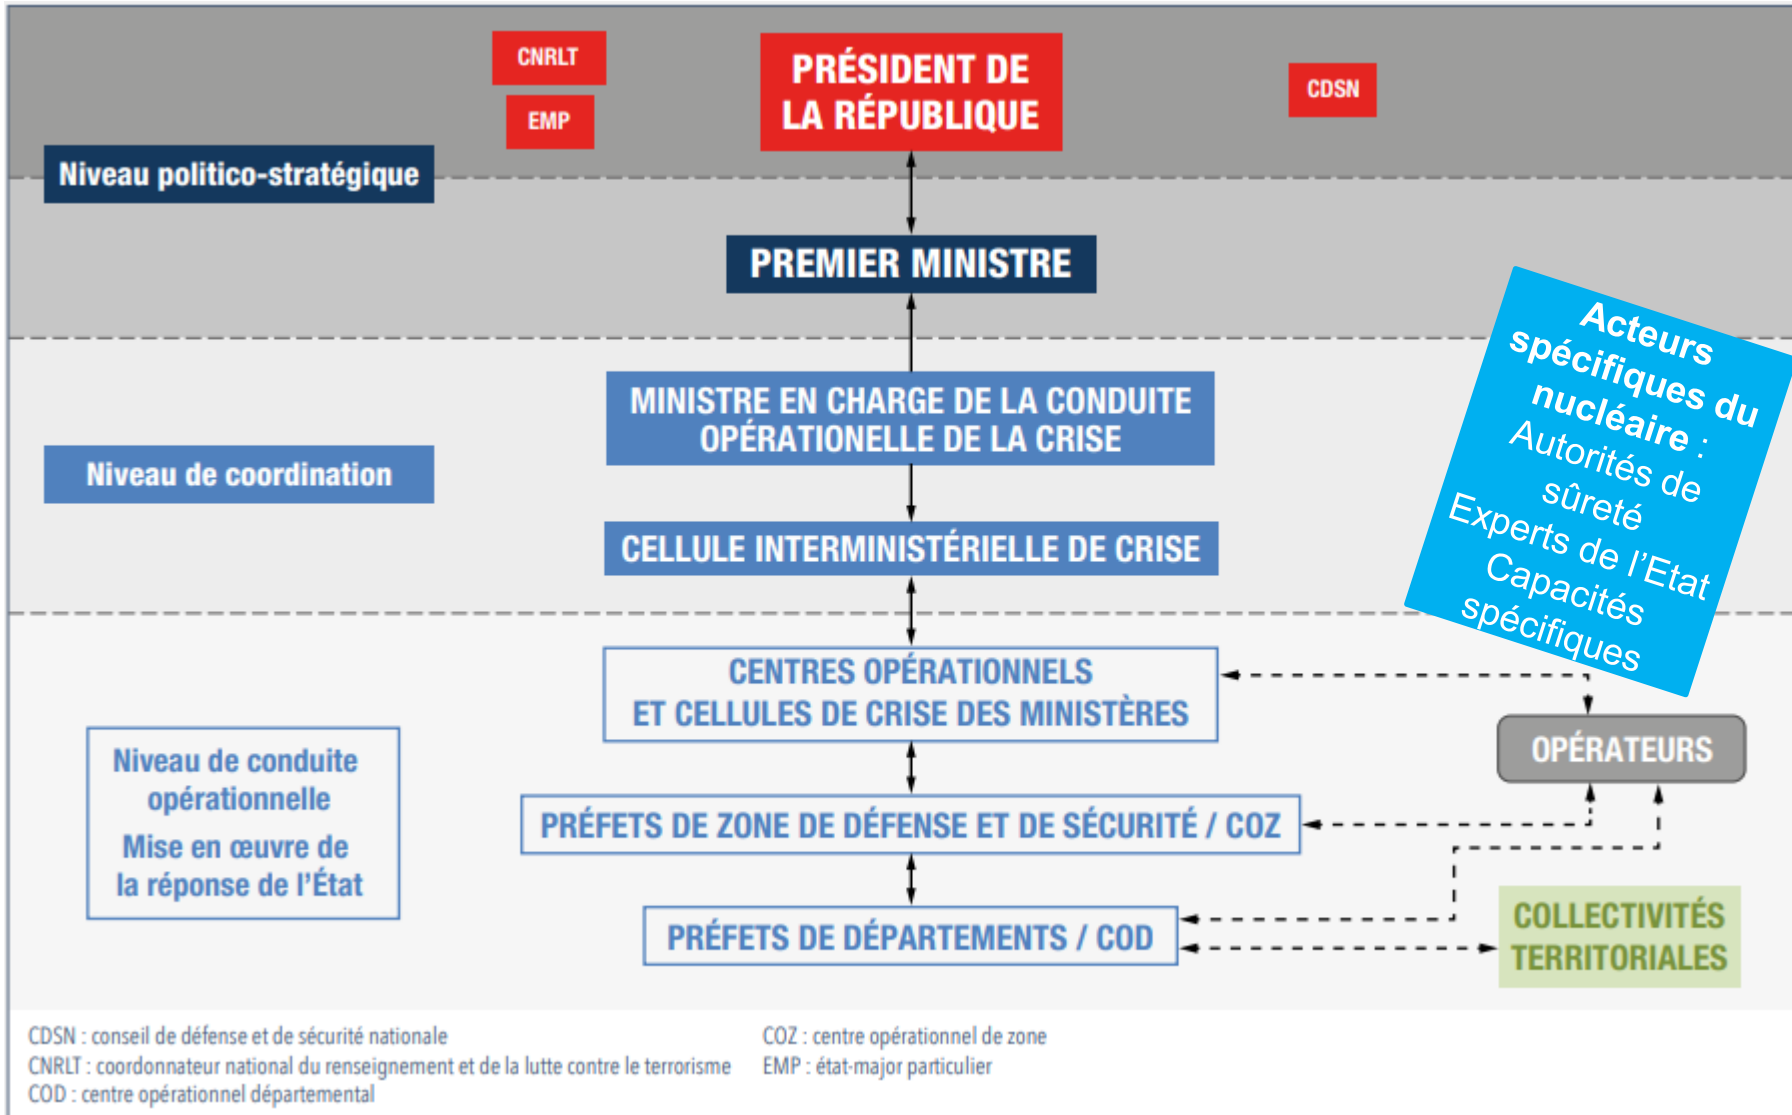 CNRLT
EMP
PRÉSIDENT DE
LA RÉPUBLIQUE
CDSN
Niveau politico-stratégique
PREMIER MINISTRE
Acteurs
spécifiques du
nucléaire :
Autorités de
sûreté
Experts de l'Etat
Capacités
spécifiques
MINISTRE EN CHARGE DE LA CONDUITE
OPÉRATIONELLE DE LA CRISE
Niveau de coordination
CELLULE INTERMINISTÉRIELLE DE CRISE
CENTRES OPÉRATIONNELS
ET CELLULES DE CRISE DES MINISTÈRES
OPÉRATEURS
Niveau de conduite
opérationnelle
Mise en œuvre de
la réponse de l'État
PRÉFETS DE ZONE DE DÉFENSE ET DE SÉCURITÉ / COZ
PRÉFETS DE DÉPARTEMENTS / COD
COLLECTIVITÉS
TERRITORIALES
CDSN : conseil de défense et de sécurité nationale
CNRLT : coordonnateur national du renseignement et de la lutte contre le terrorisme
COD : centre opérationnel départemental
COZ : centre opérationnel de zone
EMP : état-major particulier